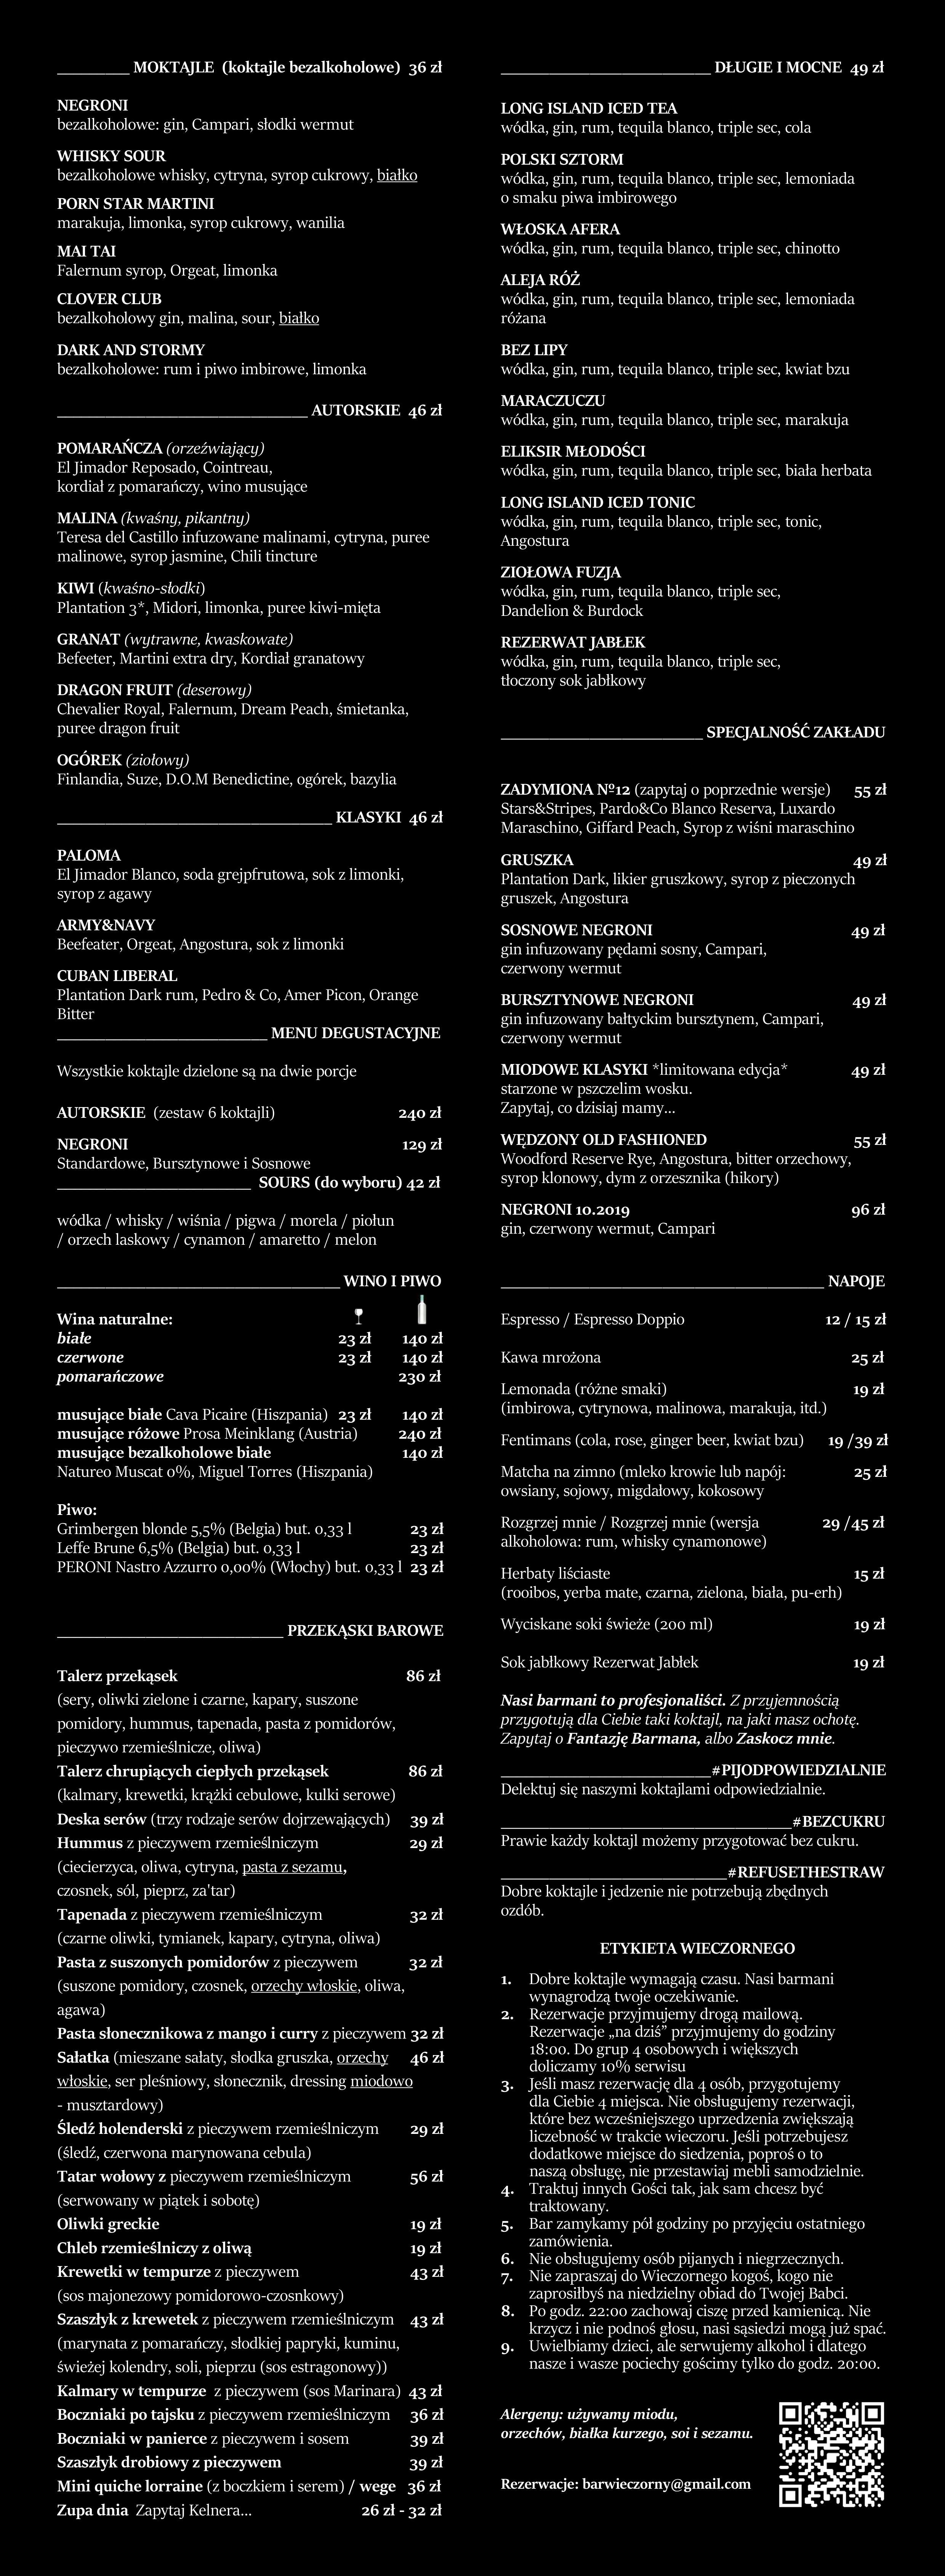 MOKTAJLE (koktajle bezalkoholowe) 36 zł
NEGRONI
bezalkoholowe: gin, Campari, słodki wermut
WHISKY SOUR
bezalkoholowe whisky, cytryna, syrop cukrowy, białko
PORN STAR MARTINI
marakuja, limonka, syrop cukrowy, wanilia
MAI TAI
Falernum syrop, Orgeat, limonka
CLOVER CLUB
bezalkoholowy gin, malina, sour, białko
DARK AND STORMY
bezalkoholowe: rum i piwo imbirowe, limonka
AUTORSKIE 46 zł
POMARAŃCZA (orzeźwiający)
El Jimador Reposado, Cointreau,
kordiał z pomarańczy, wino musujące
MALINA (kwaśny, pikantny)
Teresa del Castillo infuzowane malinami, cytryna, puree
malinowe, syrop jasmine, Chili tincture
KIWI (kwaśno-słodki)
Plantation 3*, Midori, limonka, puree kiwi-mięta
GRANAT (wytrawne, kwaskowate)
Befeeter, Martini extra dry, Kordiał granatowy
DRAGON FRUIT (deserowy)
Chevalier Royal, Falernum, Dream Peach, śmietanka,
puree dragon fruit
OGÓREK (ziołowy)
Finlandia, Suze, D.O.M Benedictine, ogórek, bazylia
KLASYKI 46 zł
PALOMA
El Jimador Blanco, soda grejpfrutowa, sok z limonki,
syrop z agawy
ARMY&NAVY
Beefeater, Orgeat, Angostura, sok z limonki
CUBAN LIBERAL
Plantation Dark rum, Pedro & Co, Amer Picon, Orange
Bitter
MENU DEGUSTACYJNE
Wszystkie koktajle dzielone są na dwie porcje
AUTORSKIE (zestaw 6 koktajli) 240 zł
NEGRONI 129 zł
Standardowe, Bursztynowe i Sosnowe
SOURS (do wyboru) 42 zł
wódka / whisky / wiśnia / pigwa / morela / piołun
/ orzech laskowy / cynamon / amaretto / melon
WINO I PIWO
Wina naturalne:
białe 23 zł 140 zł
czerwone 23 zł 140 zł
pomarańczowe 230 zł
musujące białe Cava Picaire (Hiszpania) 23 zł 140 zł
musujące różowe Prosa Meinklang (Austria) 240 zł
musujące bezalkoholowe białe 140 zł
Natureo Muscat 0%, Miguel Torres (Hiszpania)
Piwo:
Grimbergen blonde 5,5% (Belgia) but. 0,33 l 23 zł
Leffe Brune 6,5% (Belgia) but. 0,33 l 23 zł
PERONI Nastro Azzurro 0,00% (Włochy) but. 0,33 l 23 zł
PRZEKĄSKI BAROWE
Talerz przekąsek 86 zł
(sery, oliwki zielone i czarne, kapary, suszone
pomidory, hummus, tapenada, pasta z pomidorów,
pieczywo rzemieślnicze, oliwa)
Talerz chrupiących ciepłych przekąsek 86 zł
(kalmary, krewetki, krążki cebulowe, kulki serowe)
Deska serów (trzy rodzaje serów dojrzewających) 39 zł
Hummus z pieczywem rzemieślniczym 29 zł
(ciecierzyca, oliwa, cytryna, pasta z sezamu,
czosnek, sól, pieprz, za'tar)
Tapenada z pieczywem rzemieślniczym 32 zł
(czarne oliwki, tymianek, kapary, cytryna, oliwa)
Pasta z suszonych pomidorów z pieczywem 32 zł
(suszone pomidory, czosnek, orzechy włoskie, oliwa,
agawa)
Pasta słonecznikowa z mango i curry z pieczywem 32 zł
Sałatka (mieszane sałaty, słodka gruszka, orzechy 46 zł
włoskie, ser pleśniowy, słonecznik, dressing miodowo
- musztardowy)
Śledź holenderski z pieczywem rzemieślniczym 29 zł
(śledź, czerwona marynowana cebula)
Tatar wołowy z pieczywem rzemieślniczym 56 zł
(serwowany w piątek i sobotę)
Oliwki greckie 19 zł
Chleb rzemieślniczy z oliwą 19 zł
Krewetki w tempurze z pieczywem 43 zł
(sos majonezowy pomidorowo-czosnkowy)
Szaszłyk z krewetek z pieczywem rzemieślniczym 43 zł
(marynata z pomarańczy, słodkiej papryki, kuminu,
świeżej kolendry, soli, pieprzu (sos estragonowy))
Kalmary w tempurze z pieczywem (sos Marinara) 43 zł
Boczniaki po tajsku z pieczywem rzemieślniczym 36 zł
Boczniaki w panierce z pieczywem i sosem 39 zł
Szaszłyk drobiowy z pieczywem 39 zł
Mini quiche lorraine (z boczkiem i serem) / wege 36 zł
Zupa dnia Zapytaj Kelnera... 26 zł - 32 zł
DŁUGIE I MOCNE 49 zł
LONG ISLAND ICED TEA
wódka, gin, rum, tequila blanco, triple sec, cola
POLSKI SZTORM
wódka, gin, rum, tequila blanco, triple sec, lemoniada
o smaku piwa imbirowego
WŁOSKA AFERA
wódka, gin, rum, tequila blanco, triple sec, chinotto
ALEJA RÓŻ
wódka, gin, rum, tequila blanco, triple sec, lemoniada
różana
BEZ LIPY
wódka, gin, rum, tequila blanco, triple sec, kwiat bzu
MARACZUCZU
wódka, gin, rum, tequila blanco, triple sec, marakuja
ELIKSIR MŁODOŚCI
wódka, gin, rum, tequila blanco, triple sec, biała herbata
LONG ISLAND ICED TONIC
wódka, gin, rum, tequila blanco, triple sec, tonic,
Angostura
ZIOŁOWA FUZJA
wódka, gin, rum, tequila blanco, triple sec,
Dandelion & Burdock
REZERWAT JABŁEK
wódka, gin, rum, tequila blanco, triple sec,
tłoczony sok jabłkowy
SPECJALNOŚĆ ZAKŁADU
ZADYMIONA Nº12 (zapytaj o poprzednie wersje) 55 zł
Stars&Stripes, Pardo&Co Blanco Reserva, Luxardo
Maraschino, Giffard Peach, Syrop z wiśni maraschino
GRUSZKA 49 zł
Plantation Dark, likier gruszkowy, syrop z pieczonych
gruszek, Angostura
SOSNOWE NEGRONI 49 zł
gin infuzowany pędami sosny, Campari,
czerwony wermut
BURSZTYNOWE NEGRONI 49 zł
gin infuzowany bałtyckim bursztynem, Campari,
czerwony wermut
MIODOWE KLASYKI *limitowana edycja* 49 zł
starzone w pszczelim wosku.
Zapytaj, co dzisiaj mamy...
WĘDZONY OLD FASHIONED 55 zł
Woodford Reserve Rye, Angostura, bitter orzechowy,
syrop klonowy, dym z orzesznika (hikory)
NEGRONI 10.2019 96 zł
gin, czerwony wermut, Campari
NAPOJE
Espresso / Espresso Doppio 12 / 15 zł
Kawa mrożona 25 zł
Lemonada (różne smaki) 19 zł
(imbirowa, cytrynowa, malinowa, marakuja, itd.)
Fentimans (cola, rose, ginger beer, kwiat bzu) 19 /39 zł
Matcha na zimno (mleko krowie lub napój: 25 zł
owsiany, sojowy, migdałowy, kokosowy
Rozgrzej mnie / Rozgrzej mnie (wersja 29 /45 zł
alkoholowa: rum, whisky cynamonowe)
Herbaty liściaste 15 zł
(rooibos, yerba mate, czarna, zielona, biała, pu-erh)
Wyciskane soki świeże (200 ml) 19 zł
Sok jabłkowy Rezerwat Jabłek 19 zł
Nasi barmani to profesjonaliści. Z przyjemnością
przygotują dla Ciebie taki koktajl, na jaki masz ochotę.
Zapytaj o Fantazję Barmana, albo Zaskocz mnie.
#PIJODPOWIEDZIALNIE
Delektuj się naszymi koktajlami odpowiedzialnie.
#BEZCUKRU
Prawie każdy koktajl możemy przygotować bez cukru.
#REFUSETHESTRAW
Dobre koktajle i jedzenie nie potrzebują zbędnych
ozdób.
ETYKIETA WIECZORNEGO
1. Dobre koktajle wymagają czasu. Nasi barmani
wynagrodzą twoje oczekiwanie.
2. Rezerwacje przyjmujemy drogą mailową.
Rezerwacje „na dziś” przyjmujemy do godziny
18:00. Do grup 4 osobowych i większych
doliczamy 10% serwisu
3. Jeśli masz rezerwację dla 4 osób, przygotujemy
dla Ciebie 4 miejsca. Nie obsługujemy rezerwacji,
które bez wcześniejszego uprzedzenia zwiększają
liczebność w trakcie wieczoru. Jeśli potrzebujesz
dodatkowe miejsce do siedzenia, poproś o to
naszą obsługę, nie przestawiaj mebli samodzielnie.
4. Traktuj innych Gości tak, jak sam chcesz być
traktowany.
5. Bar zamykamy pół godziny po przyjęciu ostatniego
zamówienia.
6. Nie obsługujemy osób pijanych i niegrzecznych.
7. Nie zapraszaj do Wieczornego kogoś, kogo nie
zaprosiłbyś na niedzielny obiad do Twojej Babci.
8. Po godz. 22:00 zachowaj ciszę przed kamienicą. Nie
krzycz i nie podnoś głosu, nasi sąsiedzi mogą już spać.
9. Uwielbiamy dzieci, ale serwujemy alkohol i dlatego
nasze i wasze pociechy gościmy tylko do godz. 20:00.
Alergeny: używamy miodu,
orzechów, białka kurzego, soi i sezamu.
Rezerwacje: barwieczorny@gmail.com